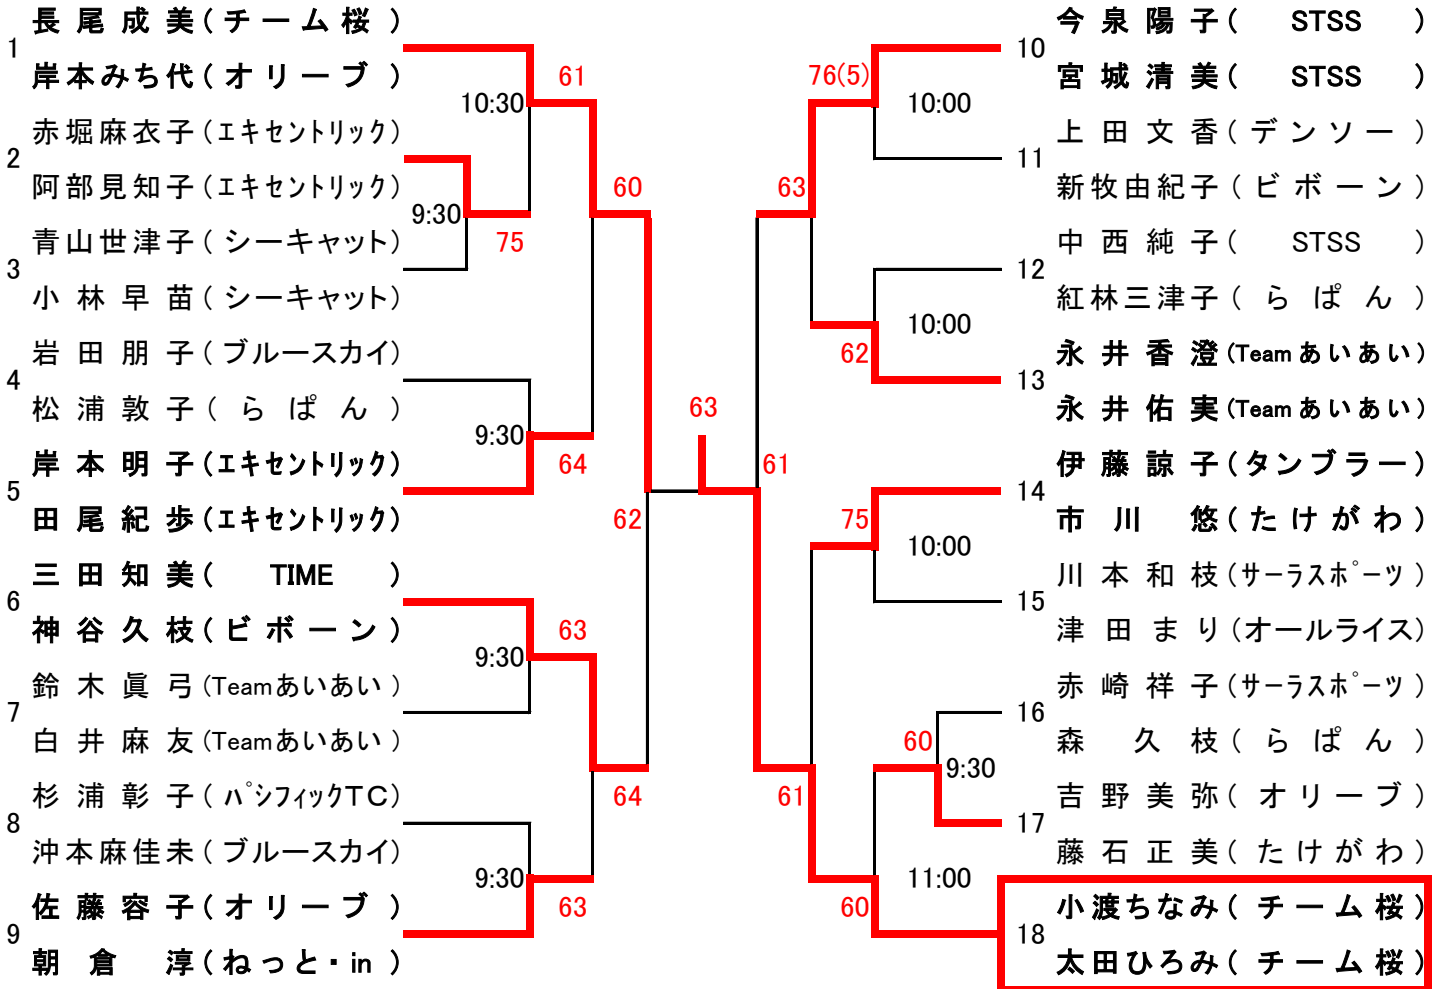 長尾成美(チーム桜)
1
岸本みち代(オリーブ)
61
10:30
赤堀麻衣子(エキセントリック)
2
阿部見知子(エキセントリック)
60
9:30
75
青山世津子(シーキャット)
3
小林早苗(シーキャット)
岩田朋子(ブルースカイ)
4
松浦敦子(らぱん)
9:30
岸本明子(エキセントリック)
64
5
田尾紀歩(エキセントリック)
62
三田知美(TIME)
6
神谷久枝(ビボーン)
63
9:30
鈴木眞弓(Teamあいあい)
7
白井麻友(Teamあいあい)
杉浦彰子(パシフィックTC)
64
8
沖本麻佳未(ブルースカイ)
9:30
佐藤容子(オリーブ)
63
9
朝倉淳(ねっと・in)
63
今泉陽子(STSS)
10
宮城清美(STSS)
76(5)
10:00
上田文香(デンソー)
11
新牧由紀子(ビボーン)
63
中西純子(STSS)
12
紅林三津子(らぱん)
10:00
62
永井香澄(Teamあいあい)
13
永井佑実(Teamあいあい)
61
伊藤諒子(タンブラー)
14
市川悠(たけがわ)
75
10:00
川本和枝(サーラスポーツ)
15
津田まり(オールライス)
赤崎祥子(サーラスポーツ)
16
森久枝(らぱん)
60
9:30
吉野美弥(オリーブ)
61
17
藤石正美(たけがわ)
11:00
60
小渡ちなみ(チーム桜)
18
太田ひろみ(チーム桜)